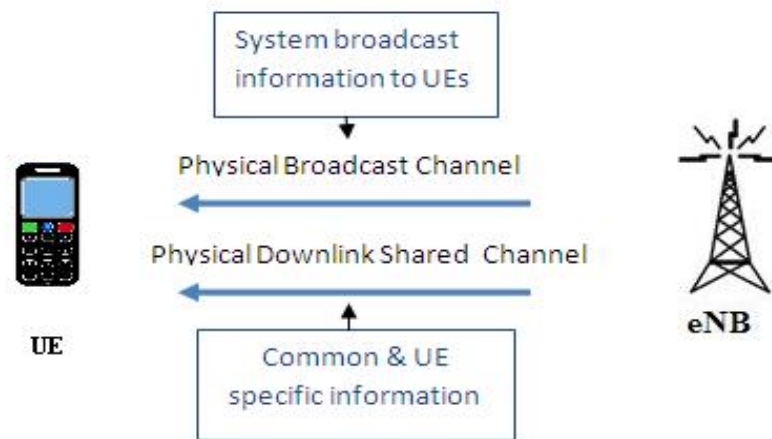 System broadcast
information to UEs
Physical Broadcast Channel
Physical Downlink Shared Channel
UE
eNB
Common & UE
specific information